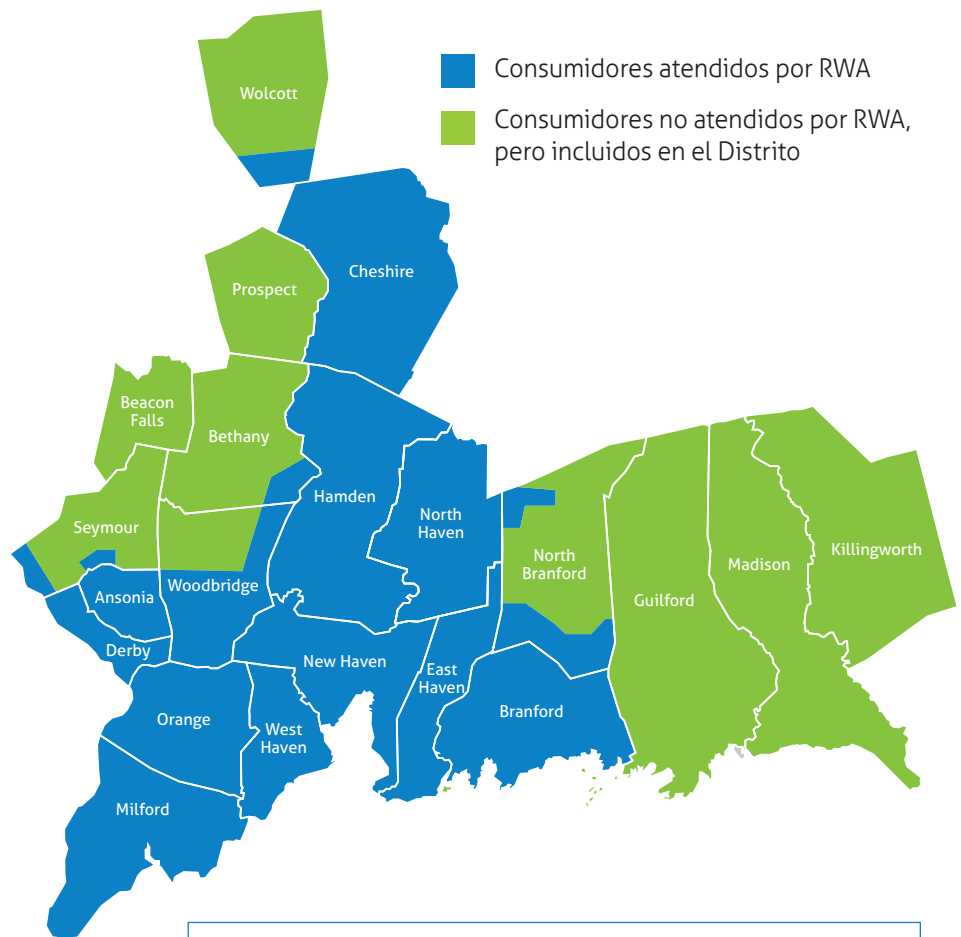 Consumidores atendidos por RWA
Consumidores no atendidos por RWA,
pero incluidos en el Distrito
Wolcott
Cheshire
Prospect
Beacon
Falls
Bethany
Hamden
North
Haven
Seymour
North
Branford
Killingworth
Madison
Guilford
Woodbridge
Ansonia
Derby
New Haven
East
Haven
Branford
Orange
West
Haven
Milford